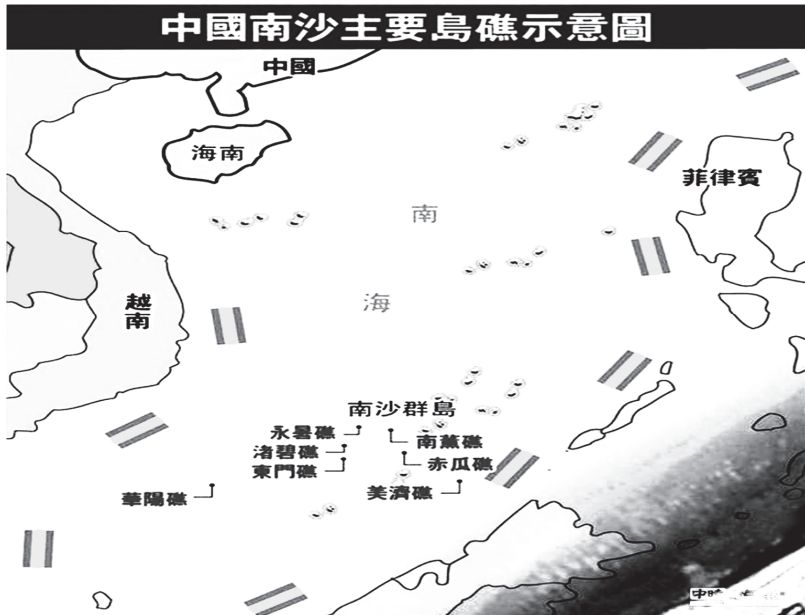 中國南沙主要島礁示意圖
中國
海南
菲律賓
南
海
越南
南沙群島
永暑礁
南薰礁
渚碧礁
赤瓜礁
東門礁
美濟礁
華陽礁
中時